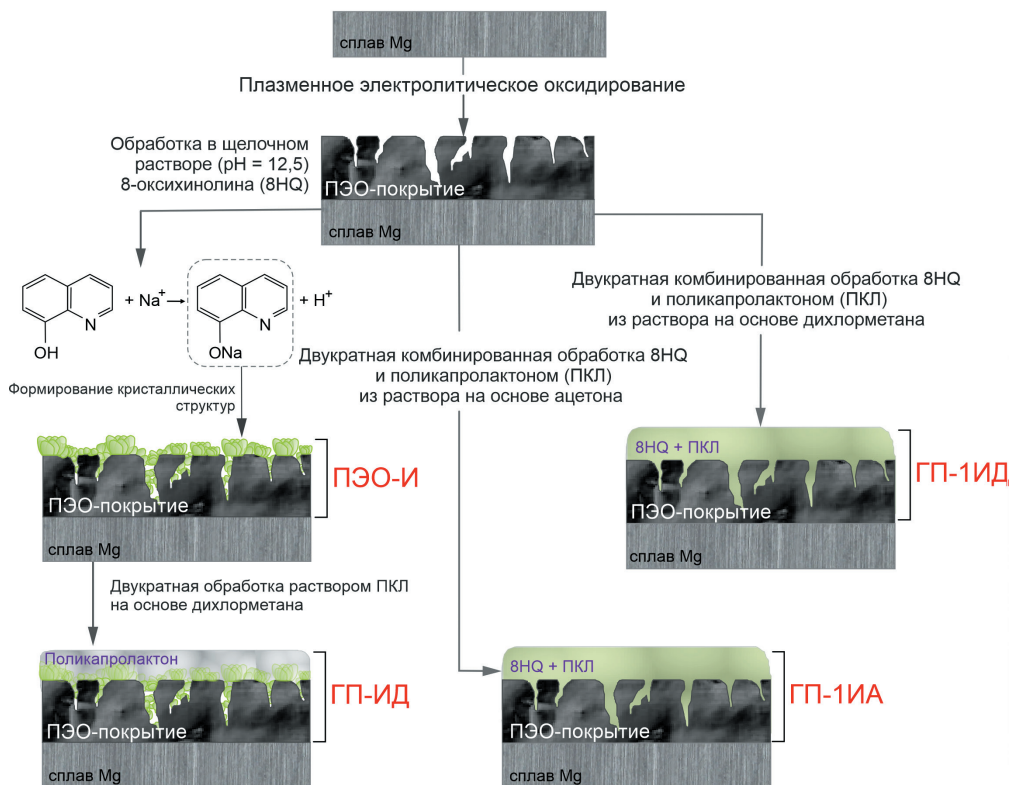 сплав Mg
Плазменное электролитическое оксидирование
Обработка в щелочном
растворе (pH = 12,5)
8-оксихинолина (8HQ)
ПЭО-покрытие
сплав Mg
N
OH
+ Na⁺
N
ONa
+ H⁺
Двукратная комбинированная обработка 8HQ
и поликапролактоном (ПКЛ)
из раствора на основе дихлорметана
Двукратная комбинированная обработка 8HQ
и поликапролактоном (ПКЛ)
из раствора на основе ацетона
Формирование кристаллических
структур
ПЭО-покрытие
сплав Mg
ПЭО-И
8HQ + ПКЛ
ПЭО-покрытие
сплав Mg
ГП-1ИД
Двукратная обработка раствором ПКЛ
на основе дихлорметана
Поликапролактон
ПЭО-покрытие
сплав Mg
ГП-ИД
8HQ + ПКЛ
ПЭО-покрытие
сплав Mg
ГП-1ИА